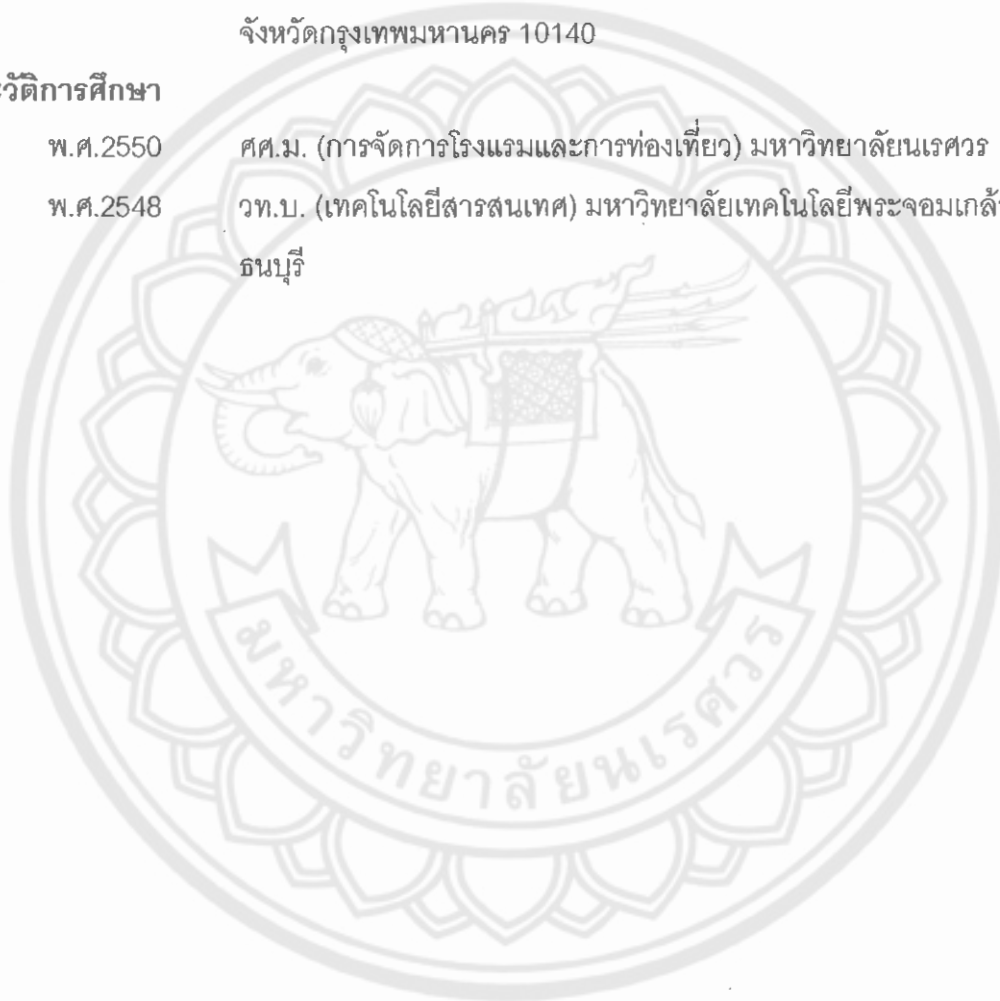 จังหวัดกรุงเทพมหานคร 10140
วัติการศึกษา
พ.ศ.2550 ศศ.ม. (การจัดการโรงแรมและการท่องเที่ยว) มหาวิทยาลัยนเรศวร
พ.ศ.2548 วท.บ. (เทคโนโลยีสารสนเทศ) มหาวิทยาลัยเทคโนโลยีพระจอมเกล้า
ธนบุรี
มหาวิทยาลัยนเรศวร